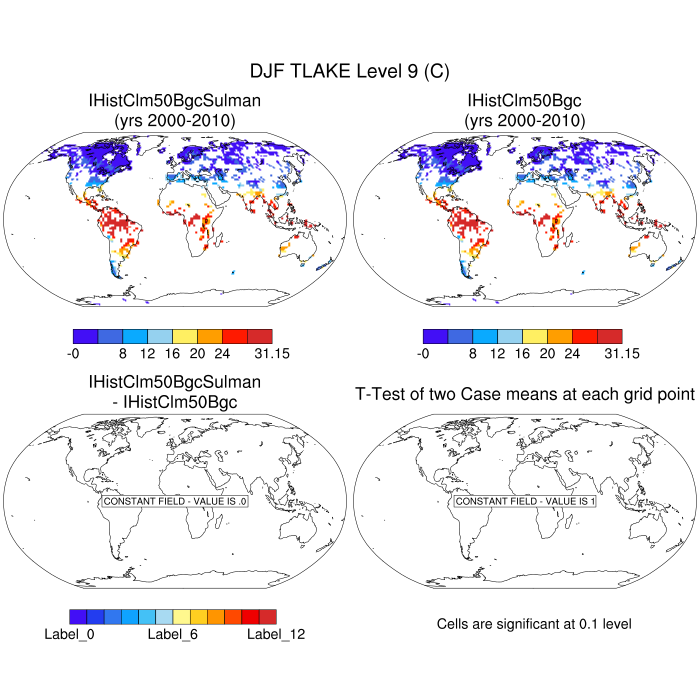 DJF TLAKE Level 9 (C)
IHistClm50BgcSulman
(yrs 2000-2010)
IHistClm50Bgc
(yrs 2000-2010)
-0 8 12 16 20 24 31.15
-0 8 12 16 20 24 31.15
IHistClm50BgcSulman
- IHistClm50Bgc
T-Test of two Case means at each grid point
CONSTANT FIELD - VALUE IS .0
CONSTANT FIELD - VALUE IS 1
Label_0 Label_6 Label_12
Cells are significant at 0.1 level